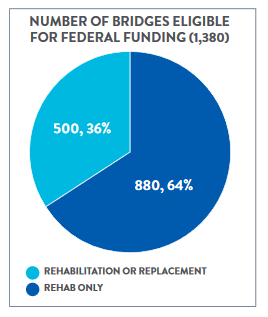 NUMBER OF BRIDGES ELIGIBLE
FOR FEDERAL FUNDING (1,380)
500, 36%
880, 64%
REHABILITATION OR REPLACEMENT
REHAB ONLY